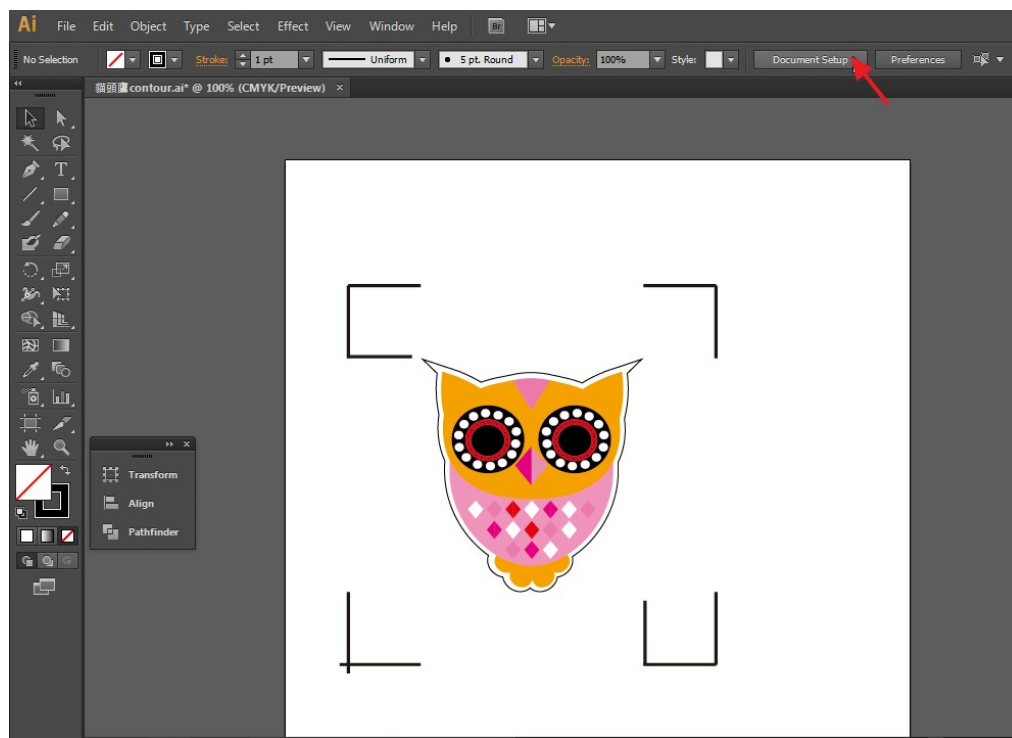 Ai File Edit Object Type Select Effect View Window Help Br
No Selection Stroke: 1 pt Uniform 5 pt. Round Opacity: 100% Style: Document Setup Preferences
貓頭鷹contour.ai* @ 100% (CMYK/Preview) ×
Transform
Align
Pathfinder